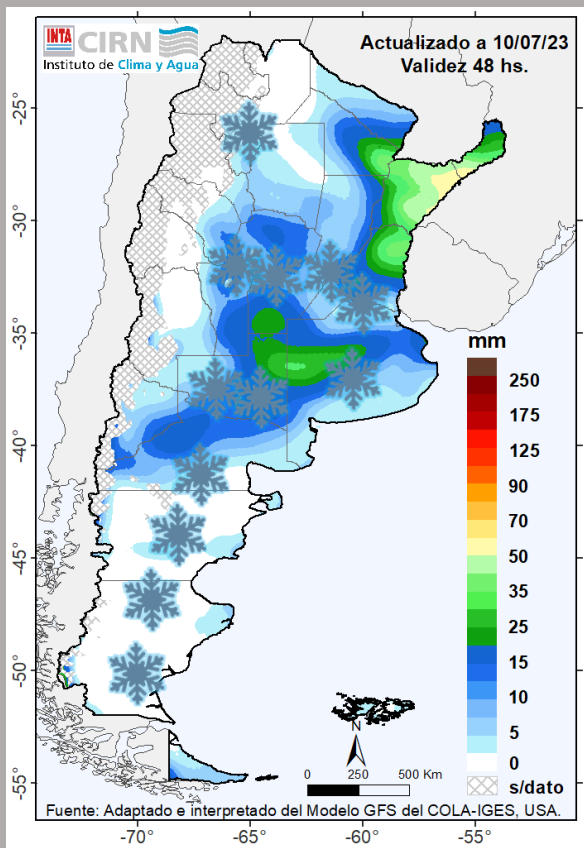 INTA CIRN
Instituto de Clima y Agua
Actualizado a 10/07/23
Validez 48 hs.
25°
30°
35°
40°
45°
50°
55°
mm
250
175
125
90
70
50
35
25
15
10
5
0
s/dato
N
0 250 500 Km
Fuente: Adaptado e interpretado del Modelo GFS del COLA-IGES, USA.
-70° -65° -60° -55°